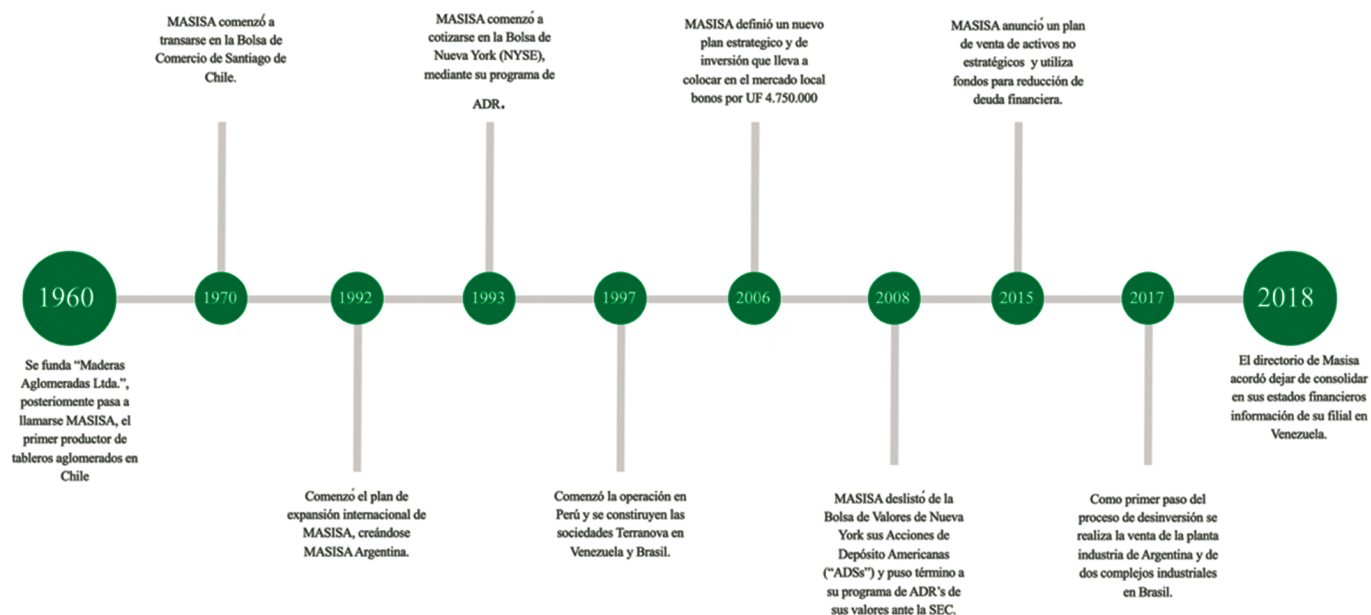 1960
Se funda “Maderas
Aglomeradas Ltda.”,
posteriomente pasa a
llamarse MASISA, el
primer productor de
tableros aglomerados en
Chile
MASISA comenzó a
transarse en la Bolsa de
Comercio de Santiago de
Chile.
1970
1992
Comenzó el plan de
expansión internacional de
MASISA, creándose
MASISA Argentina.
MASISA comenzó a
cotizarse en la Bolsa de
Nueva York (NYSE),
mediante su programa de
ADR.
1993
1997
Comenzó la operación en
Perú y se construyen las
sociedades Terranova en
Venezuela y Brasil.
MASISA definió un nuevo
plan estrategico y de
inversión que lleva a
colocar en el mercado local
bonos por UF 4.750.000
2006
2008
MASISA deslistó de la
Bolsa de Valores de Nueva
York sus Acciones de
Depósito Americanas
(“ADSs”) y puso término a
su programa de ADR’s de
sus valores ante la SEC.
MASISA anunció un plan
de venta de activos no
estratégicos y utiliza
fondos para reducción de
deuda financiera.
2015
2017
Como primer paso del
proceso de desinversión se
realiza la venta de la planta
industria de Argentina y de
dos complejos industriales
en Brasil.
2018
El directorio de Masisa
acordó dejar de consolidar
en sus estados financieros
información de su filial en
Venezuela.